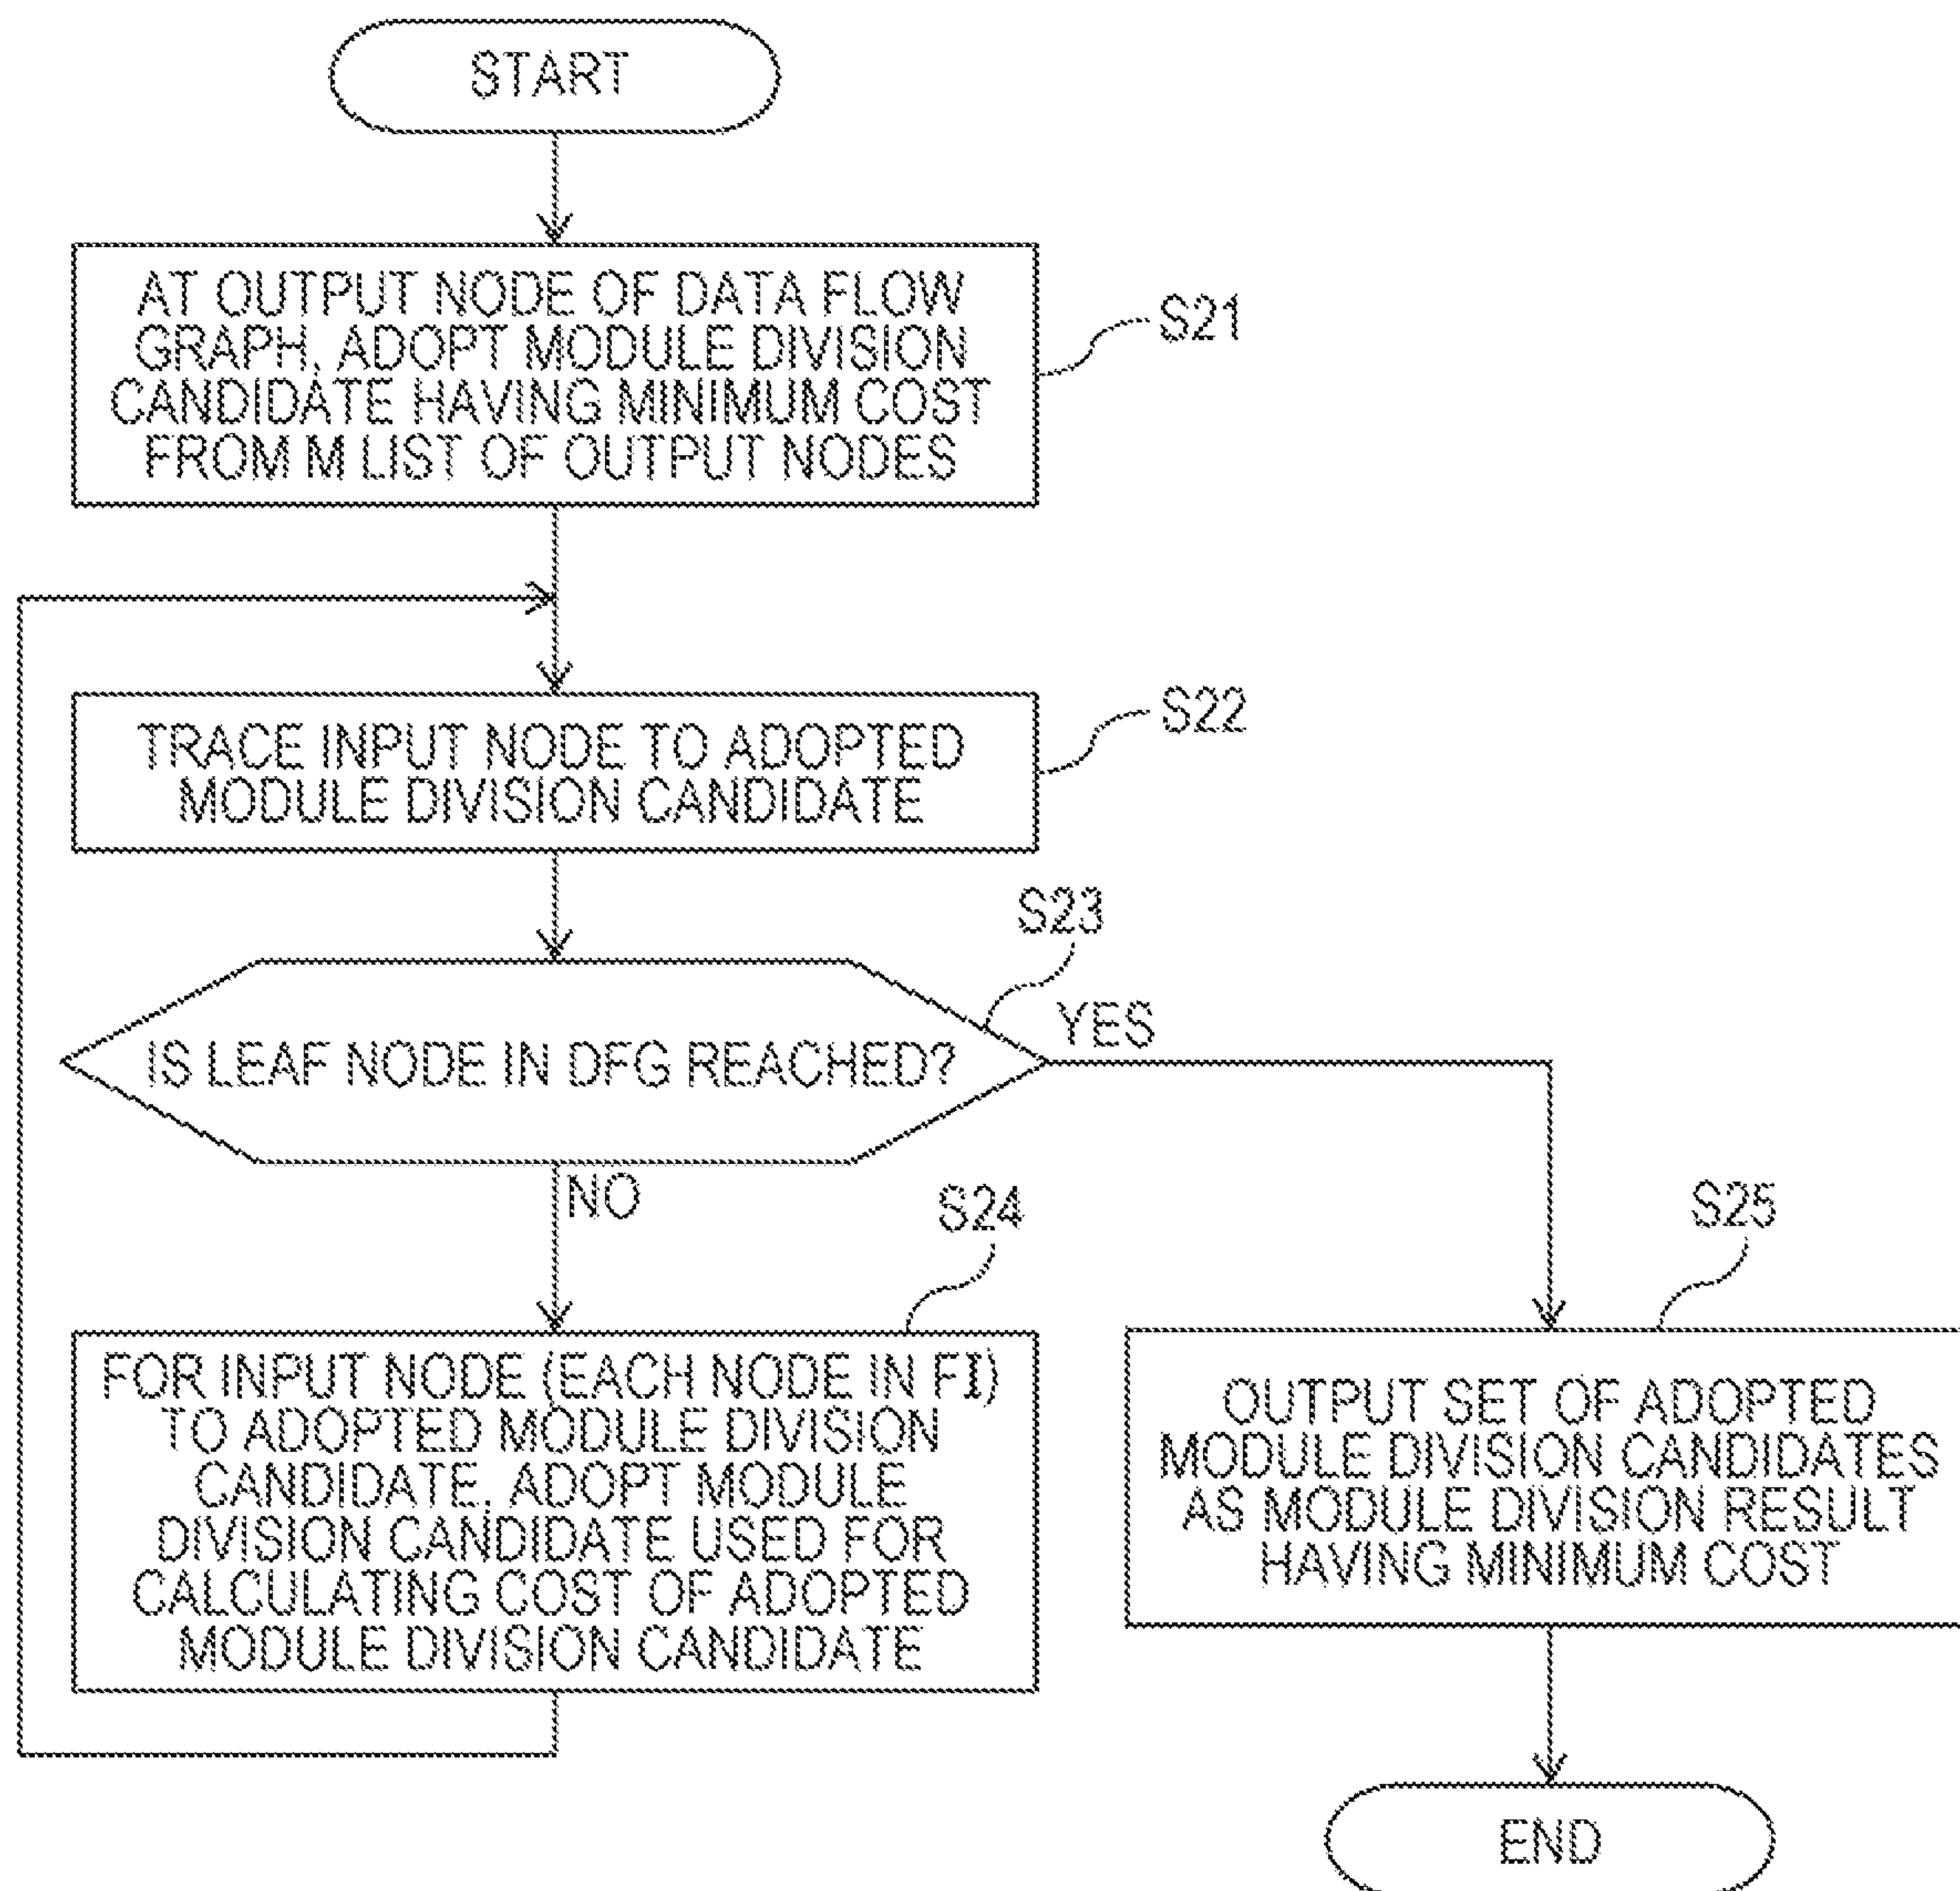 START
AT OUTPUT NODE OF DATA FLOW
GRAPH, ADOPT MODULE DIVISION
CANDIDATE HAVING MINIMUM COST
FROM M LIST OF OUTPUT NODES
S21
TRACE INPUT NODE TO ADOPTED
MODULE DIVISION CANDIDATE
S22
IS LEAF NODE IN DFG REACHED?
S23
YES
NO
FOR INPUT NODE (EACH NODE IN FI)
TO ADOPTED MODULE DIVISION
CANDIDATE, ADOPT MODULE
DIVISION CANDIDATE USED FOR
CALCULATING COST OF ADOPTED
MODULE DIVISION CANDIDATE
S24
S25
OUTPUT SET OF ADOPTED
MODULE DIVISION CANDIDATES
AS MODULE DIVISION RESULT
HAVING MINIMUM COST
END